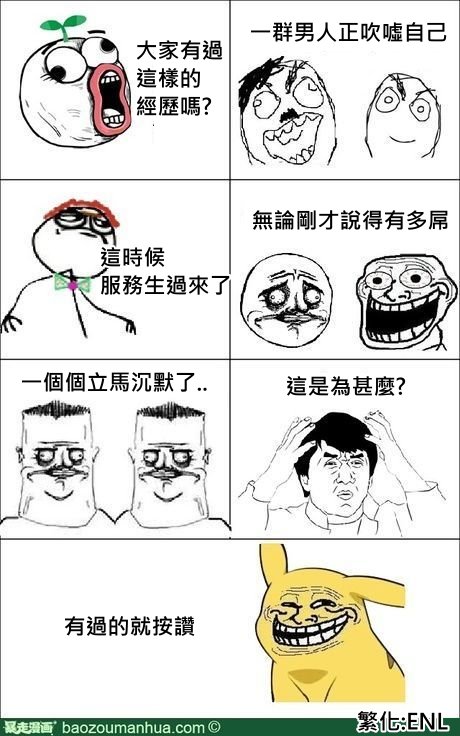 大家有過
這樣的
經歷嗎?
一群男人正吹噓自己
這時候
服務生過來了
無論剛才說得有多屌
一個個立馬沉默了..
這是為甚麼?
有過的就按讚
暴走漫画 baozoumanhua.com ©
繁化:ENL